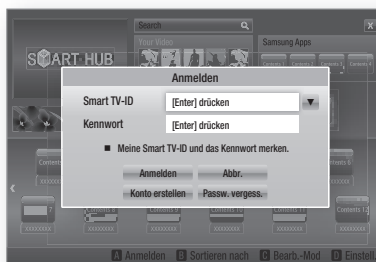 Search
Your Video
Samsung Apps
SMART HUB
Anmelden
Smart TV-ID
[Enter] drücken
▼
Kennwort
[Enter] drücken
■ Meine Smart TV-ID und das Kennwort merken.
Anmelden
Abbr.
Konto erstellen
Passw. vergess.
A Anmelden B Sortieren nach C Bearb.-Mod D Einstell.